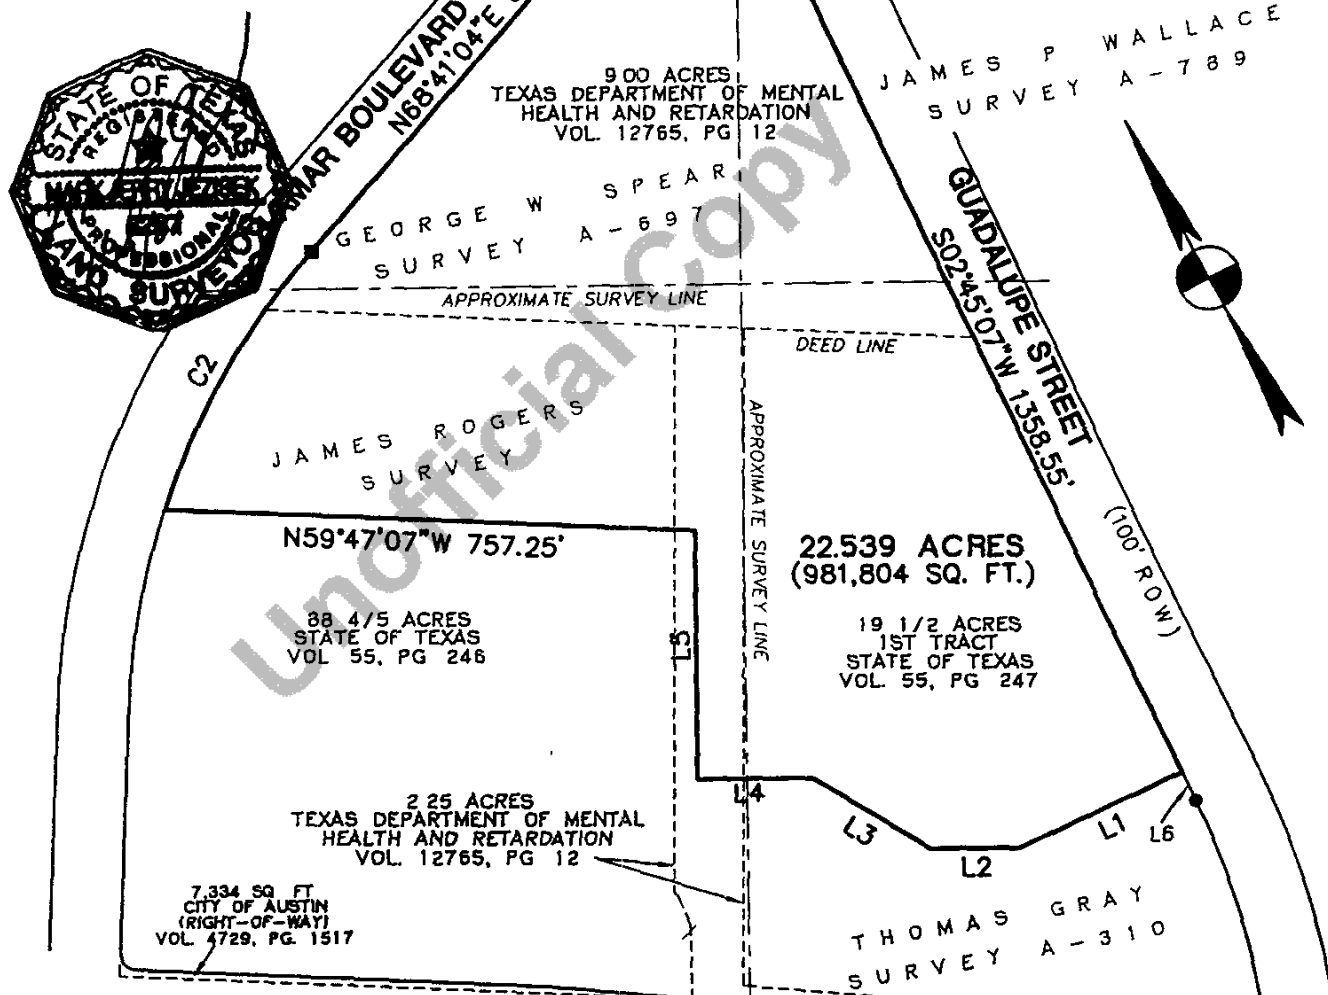 LAMAR BOULEVARD
N68°41'04"E
STATE OF TEXAS
REGISTERED
MARK JERRY JEZISEK
5267
PROFESSIONAL
LAND SURVEYOR
9 00 ACRES
TEXAS DEPARTMENT OF MENTAL
HEALTH AND RETARDATION
VOL. 12765, PG 12
JAMES P WALLACE
SURVEY A-789
GEORGE W SPEAR
SURVEY A-697
APPROXIMATE SURVEY LINE
DEED LINE
GUADALUPE STREET
S02°45'07"W 1358.55'
(100' ROW)
C2
JAMES ROGERS
SURVEY
APPROXIMATE SURVEY LINE
Unofficial Copy
N59°47'07"W 757.25'
22.539 ACRES
(981,804 SQ. FT.)
88 4/5 ACRES
STATE OF TEXAS
VOL 55, PG 246
L5
19 1/2 ACRES
1ST TRACT
STATE OF TEXAS
VOL. 55, PG 247
L4
L3
L2
L1
L6
2 25 ACRES
TEXAS DEPARTMENT OF MENTAL
HEALTH AND RETARDATION
VOL. 12765, PG 12
7,334 SQ FT
CITY OF AUSTIN
(RIGHT-OF-WAY)
VOL. 4729, PG. 1517
THOMAS GRAY
SURVEY A-310